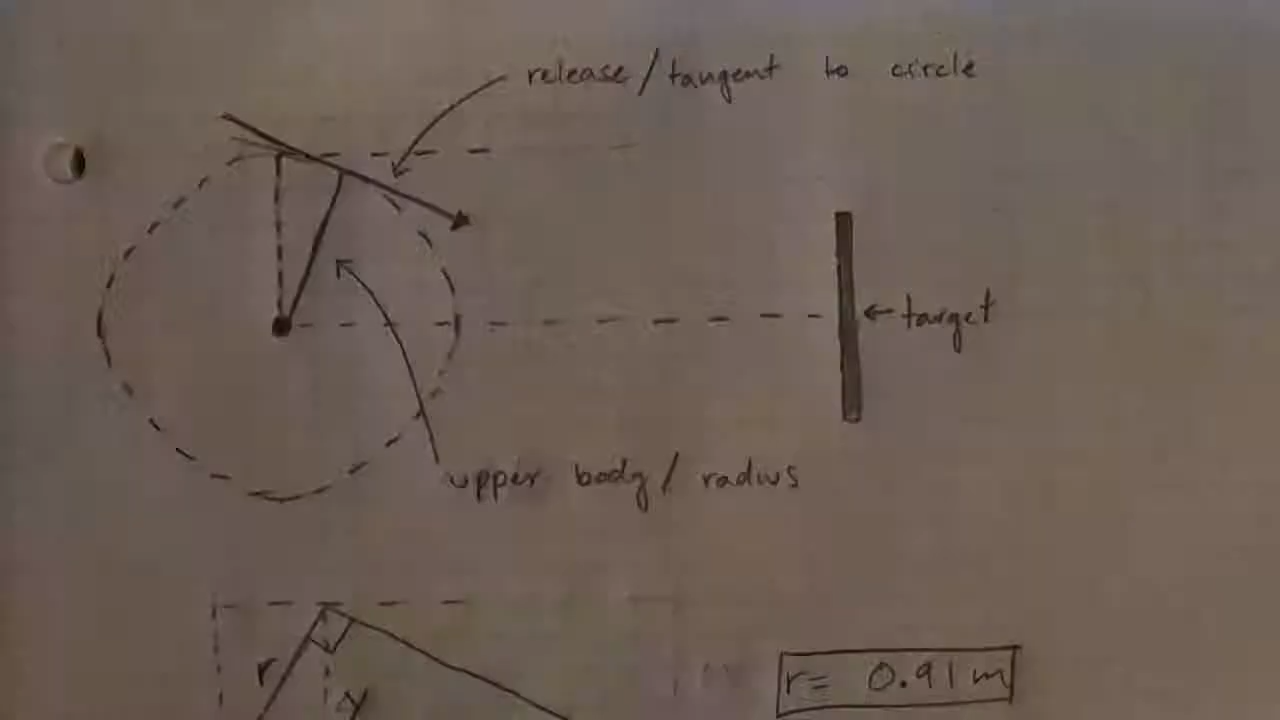 release/tangent to circle
← target
upper body/radius
r
y
r= 0.91 m